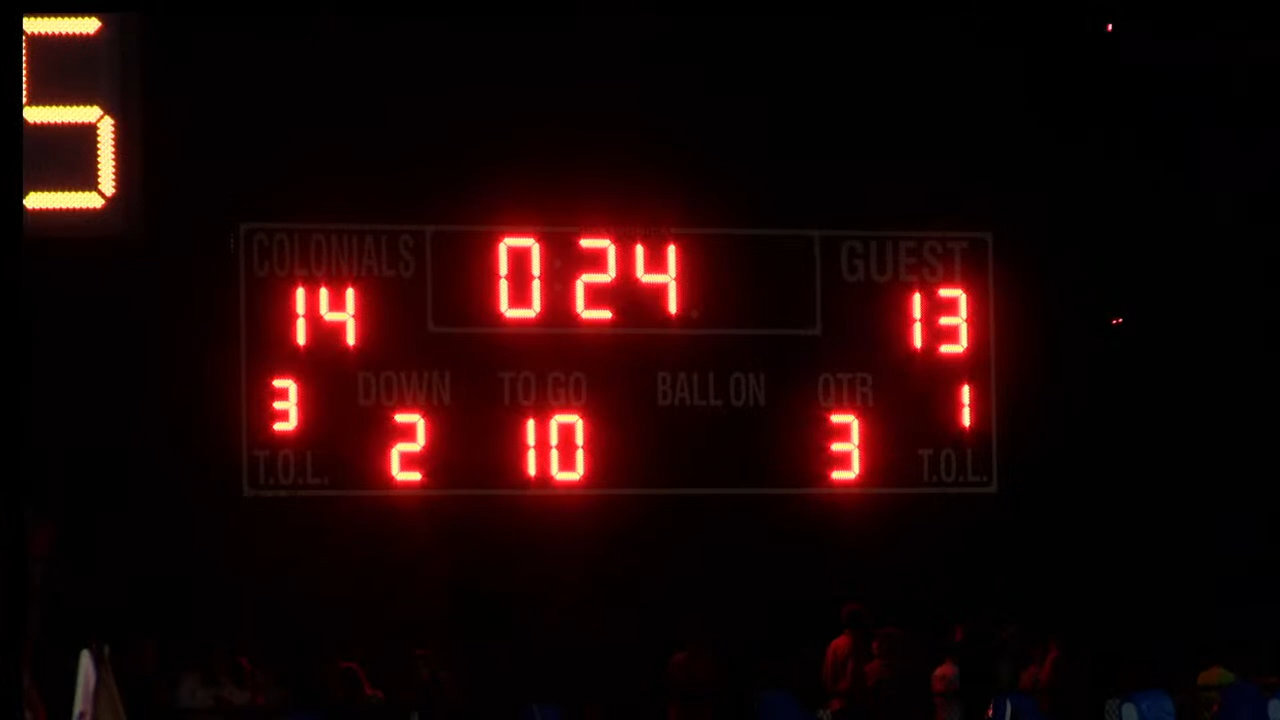 5
COLONIALS 0:24 GUEST
14 13
DOWN TO GO BALL ON QTR
3 2 10 3 1
T.O.L. T.O.L.